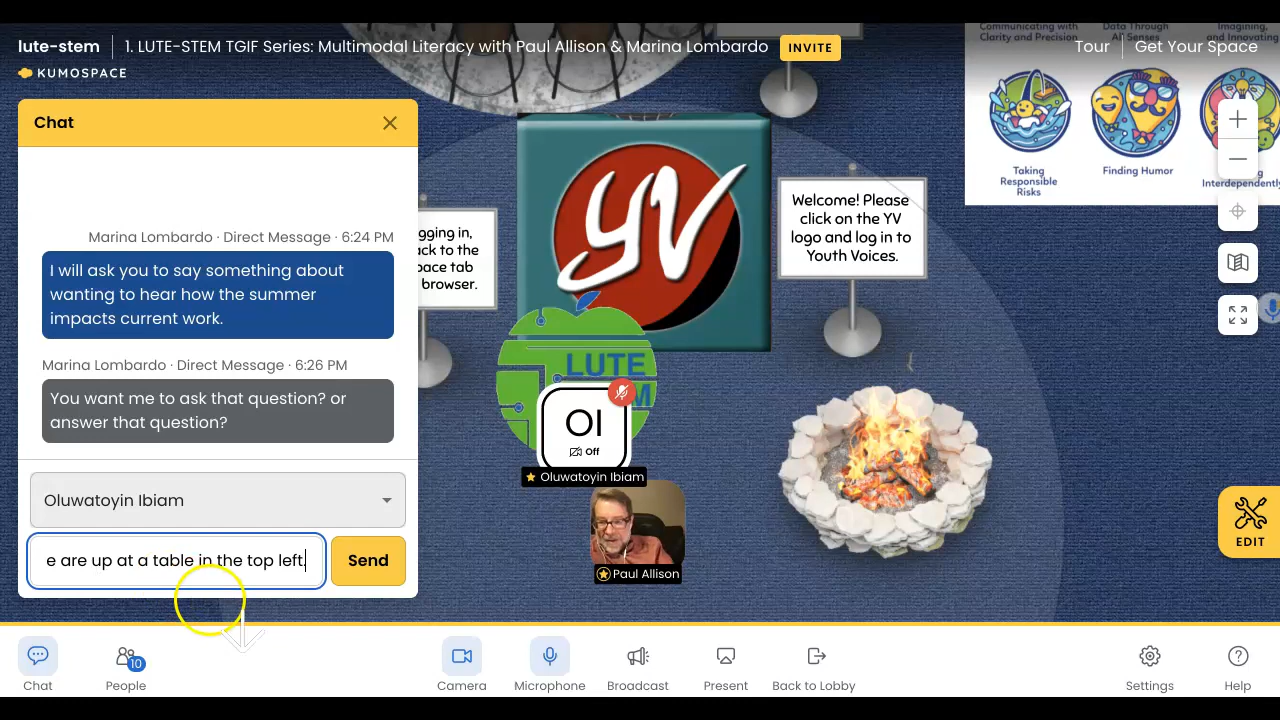 Communicating with Clarity and Precision
Data Through All Senses
Imagining, and Innovating
lute-stem
1. LUTE-STEM TGIF Series: Multimodal Literacy with Paul Allison & Marina Lombardo
INVITE
Tour
Get Your Space
KUMOSPACE
Chat
Marina Lombardo · Direct Message · 6:24 PM
I will ask you to say something about
wanting to hear how the summer
impacts current work.
Marina Lombardo · Direct Message · 6:26 PM
You want me to ask that question? or
answer that question?
Oluwatoyin Ibiam
e are up at a table in the top left.
Send
gging in,
ack to the
pace tab
browser.
YV
Welcome! Please
click on the YV
logo and log in to
Youth Voices.
LUTE
M
OI
Off
Oluwatoyin Ibiam
Paul Allison
Taking
Responsible
Risks
Finding Humor
Interdependently
EDIT
Chat
10
People
Camera
Microphone
Broadcast
Present
Back to Lobby
Settings
Help